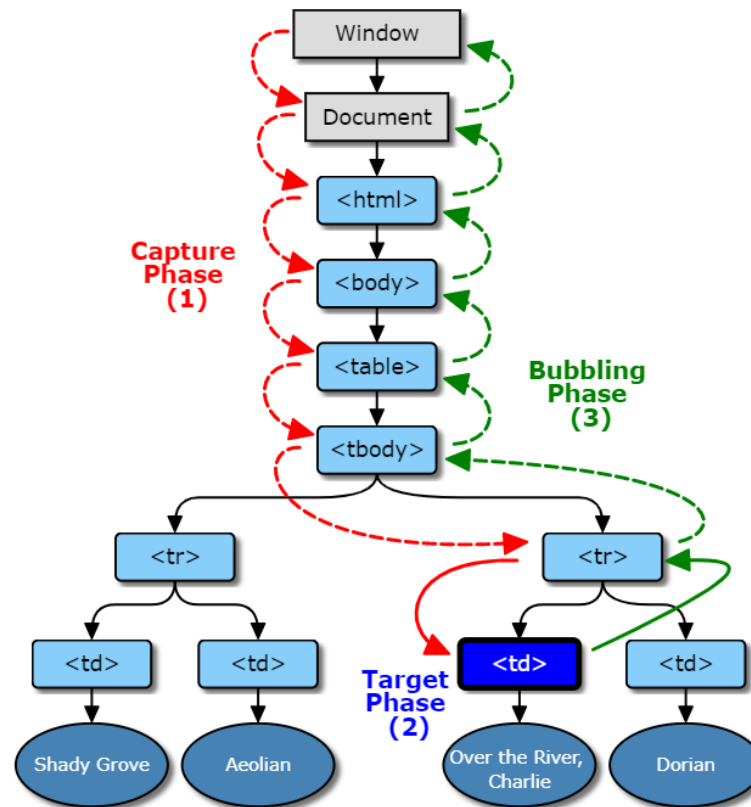 Window
Document
<html>
Capture
Phase
(1)
<body>
<table>
Bubbling
Phase
(3)
<tbody>
<tr>
<tr>
<td>
<td>
<td>
<td>
Target
Phase
(2)
Shady Grove
Aeolian
Over the River,
Charlie
Dorian